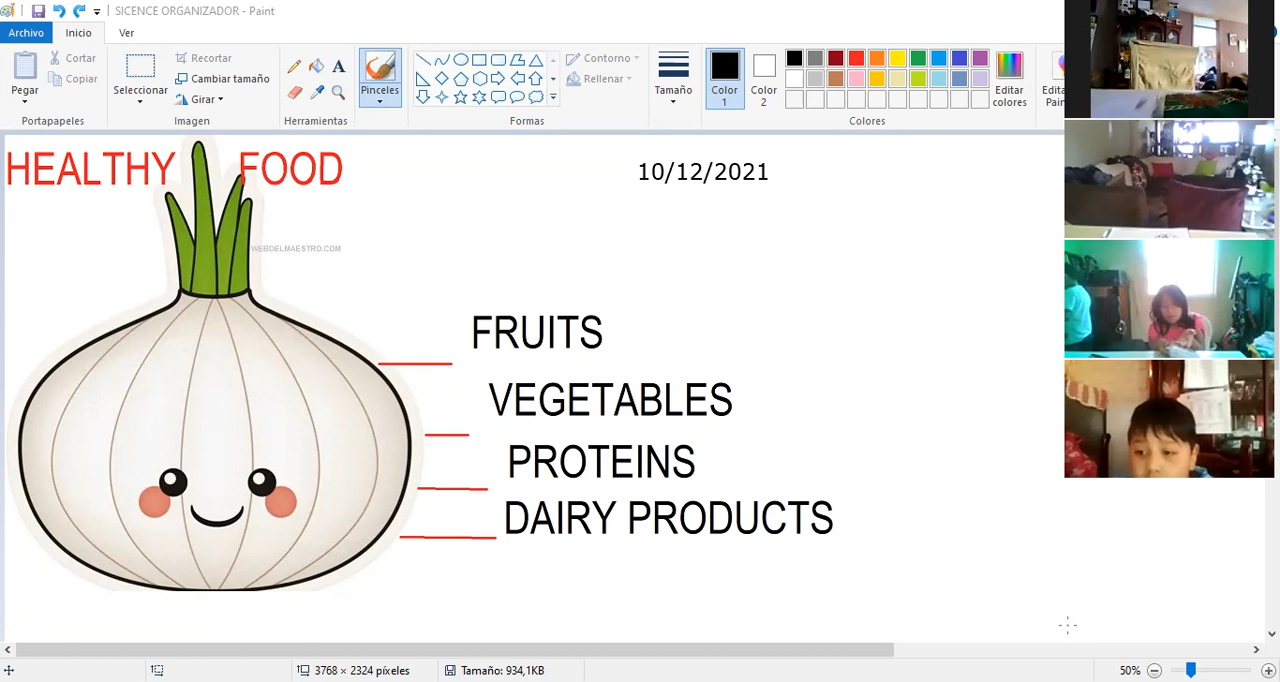 SICENCE ORGANIZADOR - Paint
Archivo Inicio Ver
Pegar
Cortar
Copiar
Portapapeles
Seleccionar
Recortar
Cambiar tamaño
Girar
Imagen
A
Herramientas
Pinceles
Contorno
Rellenar
Formas
Tamaño
Color
1
Color
2
Editar
colores
Colores
HEALTHY FOOD
10/12/2021
WEBDELMAESTRO.COM
FRUITS
VEGETABLES
PROTEINS
DAIRY PRODUCTS
3768 × 2324 píxeles
Tamaño: 934,1KB
50%